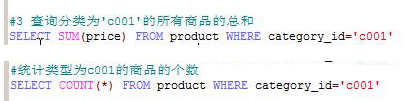 #3 查询分类为'c001'的所有商品的总和
SELECT SUM(price) FROM product WHERE category_id='c001'
#统计类型为c001的商品的个数
SELECT COUNT(*) FROM product WHERE category_id='c001'